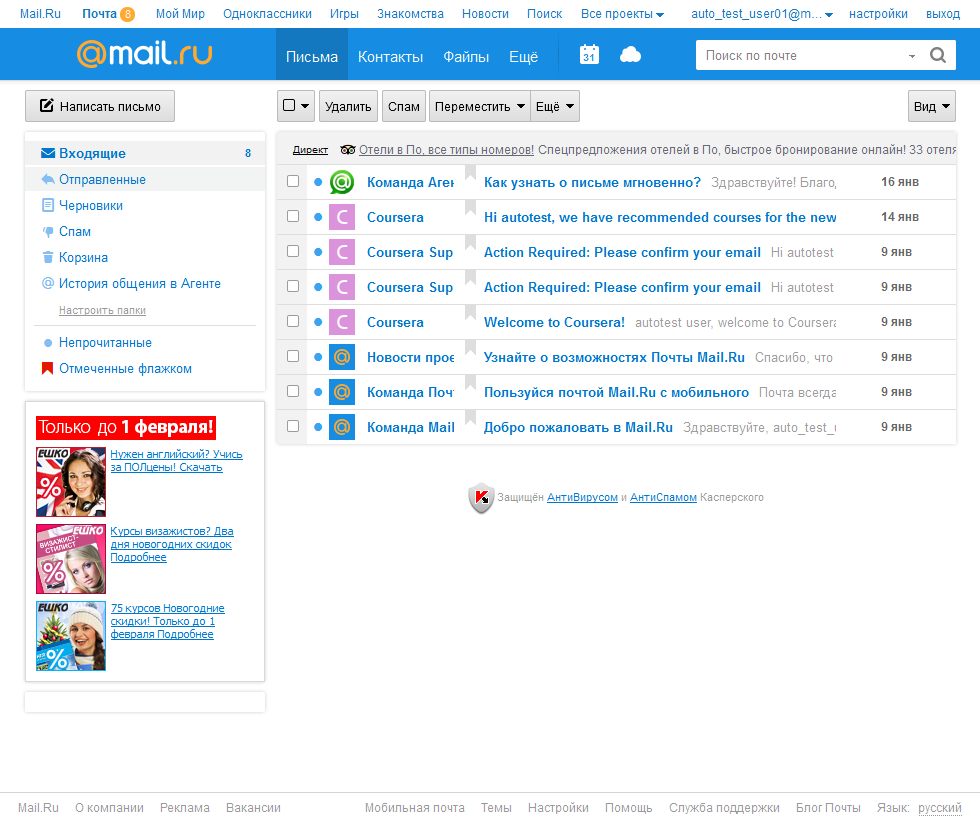 Mail.Ru Почта 8 Мой Мир Одноклассники Игры Знакомства Новости Поиск Все проекты auto_test_user01@m... настройки выход
@mail.ru Письма Контакты Файлы Ещё 31 Поиск по почте
Написать письмо Удалить Спам Переместить Ещё Вид
Входящие 8
Отправленные
Черновики
Спам
Корзина
История общения в Агенте
Настроить папки
Непрочитанные
Отмеченные флажком
Только до 1 февраля!
ЕШКО
%
Нужен английский? Учись
за ПОЛцены! Скачать
ЕШКО
ВИЗАЖИСТ-
СТИЛИСТ
%
Курсы визажистов? Два
дня новогодних скидок
Подробнее
ЕШКО
%
75 курсов Новогодние
скидки! Только до 1
февраля Подробнее
Директ Отели в По, все типы номеров! Спецпредложения отелей в По, быстрое бронирование онлайн! 33 отеля
Команда Аген Как узнать о письме мгновенно? Здравствуйте! Благод 16 янв
C Coursera Hi autotest, we have recommended courses for the new 14 янв
C Coursera Sup Action Required: Please confirm your email Hi autotest 9 янв
C Coursera Sup Action Required: Please confirm your email Hi autotest 9 янв
C Coursera Welcome to Coursera! autotest user, welcome to Coursera 9 янв
@ Новости прое Узнайте о возможностях Почты Mail.Ru Спасибо, что 9 янв
@ Команда Поч Пользуйся почтой Mail.Ru с мобильного Почта всегда 9 янв
@ Команда Mail Добро пожаловать в Mail.Ru Здравствуйте, auto_test_u 9 янв
Защищён АнтиВирусом и АнтиСпамом Касперского
Mail.Ru О компании Реклама Вакансии Мобильная почта Темы Настройки Помощь Служба поддержки Блог Почты Язык: русский